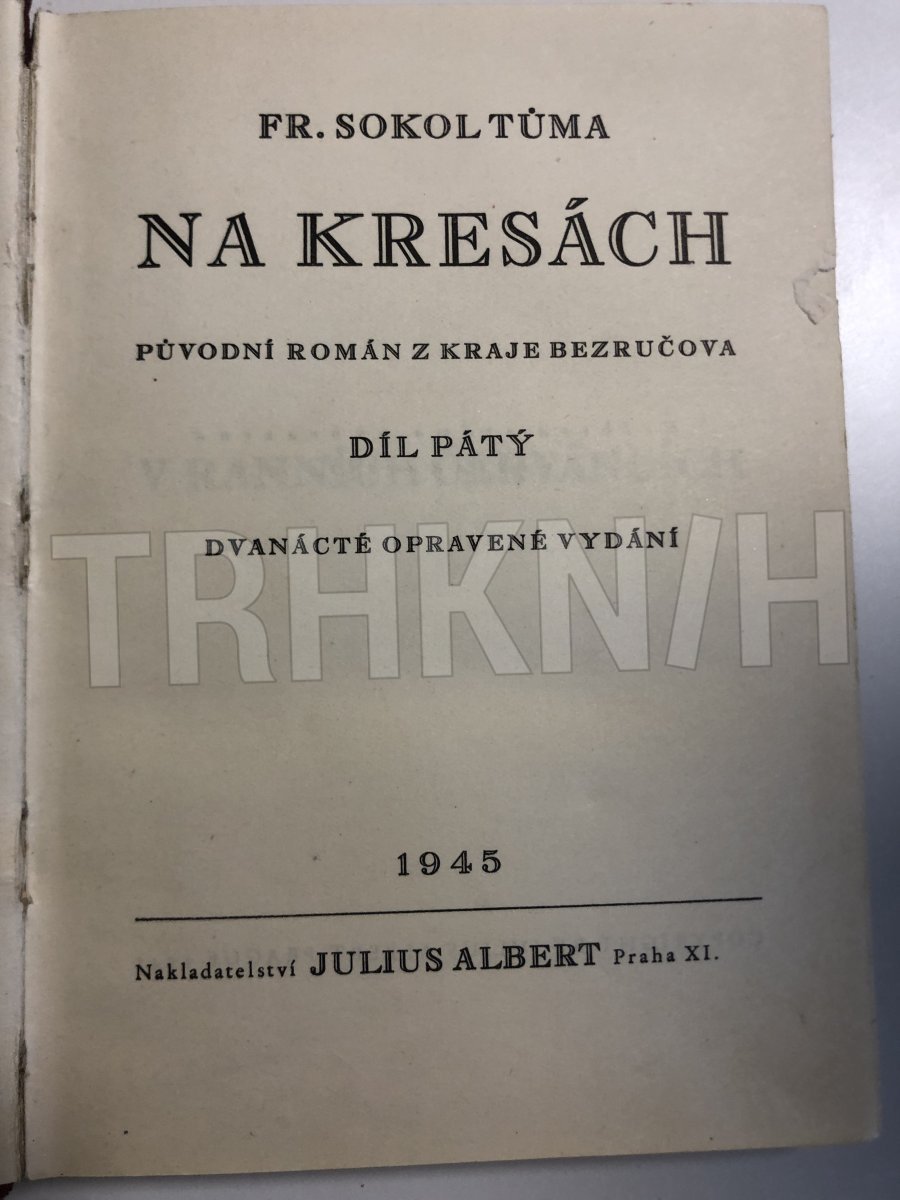 FR. SOKOL TŮMA
NA KRESÁCH
PŮVODNÍ ROMÁN Z KRAJE BEZRUČOVA
DÍL PÁTÝ
DVANÁCTÉ OPRAVENÉ VYDÁNÍ
TRHKNIH
1945
Nakladatelství JULIUS ALBERT Praha XI.